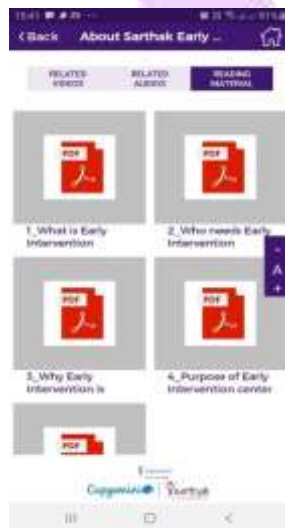 < Back About Sarthak Early ...
RELATED VIDEOS RELATED AUDIOS READING MATERIAL
PDF PDF
1_What is Early Intervention
2_Who needs Early Intervention
-
A
+
PDF PDF
3_Why Early Intervention is
4_Purpose of Early Intervention center
PDF
Capgemini Sarthak